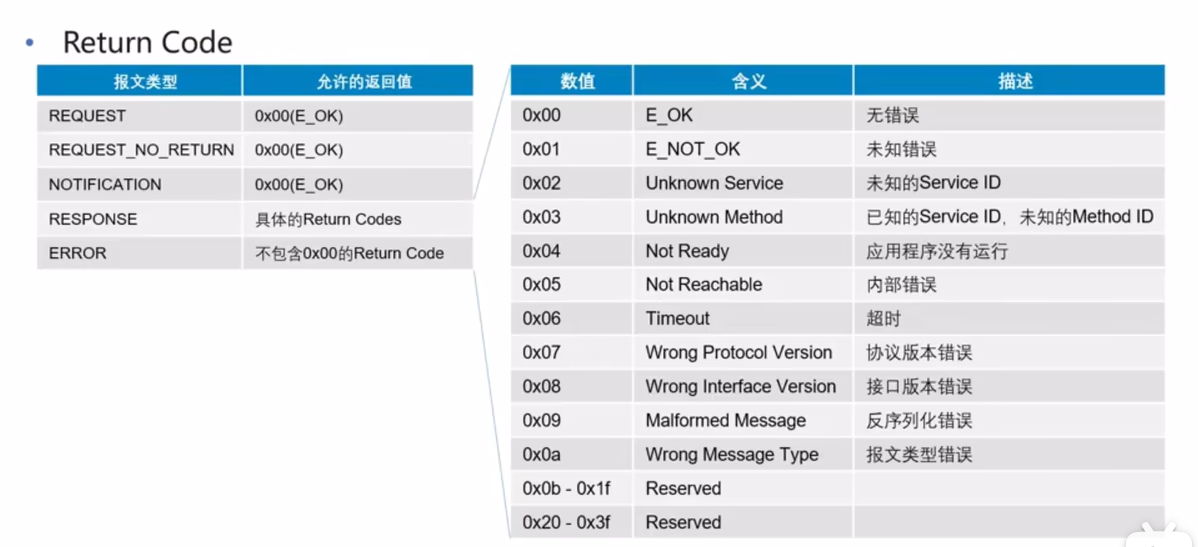 • Return Code
报文类型 允许的返回值
REQUEST 0x00(E_OK)
REQUEST_NO_RETURN 0x00(E_OK)
NOTIFICATION 0x00(E_OK)
RESPONSE 具体的Return Codes
ERROR 不包含0x00的Return Code
数值 含义 描述
0x00 E_OK 无错误
0x01 E_NOT_OK 未知错误
0x02 Unknown Service 未知的Service ID
0x03 Unknown Method 已知的Service ID，未知的Method ID
0x04 Not Ready 应用程序没有运行
0x05 Not Reachable 内部错误
0x06 Timeout 超时
0x07 Wrong Protocol Version 协议版本错误
0x08 Wrong Interface Version 接口版本错误
0x09 Malformed Message 反序列化错误
0x0a Wrong Message Type 报文类型错误
0x0b - 0x1f Reserved
0x20 - 0x3f Reserved